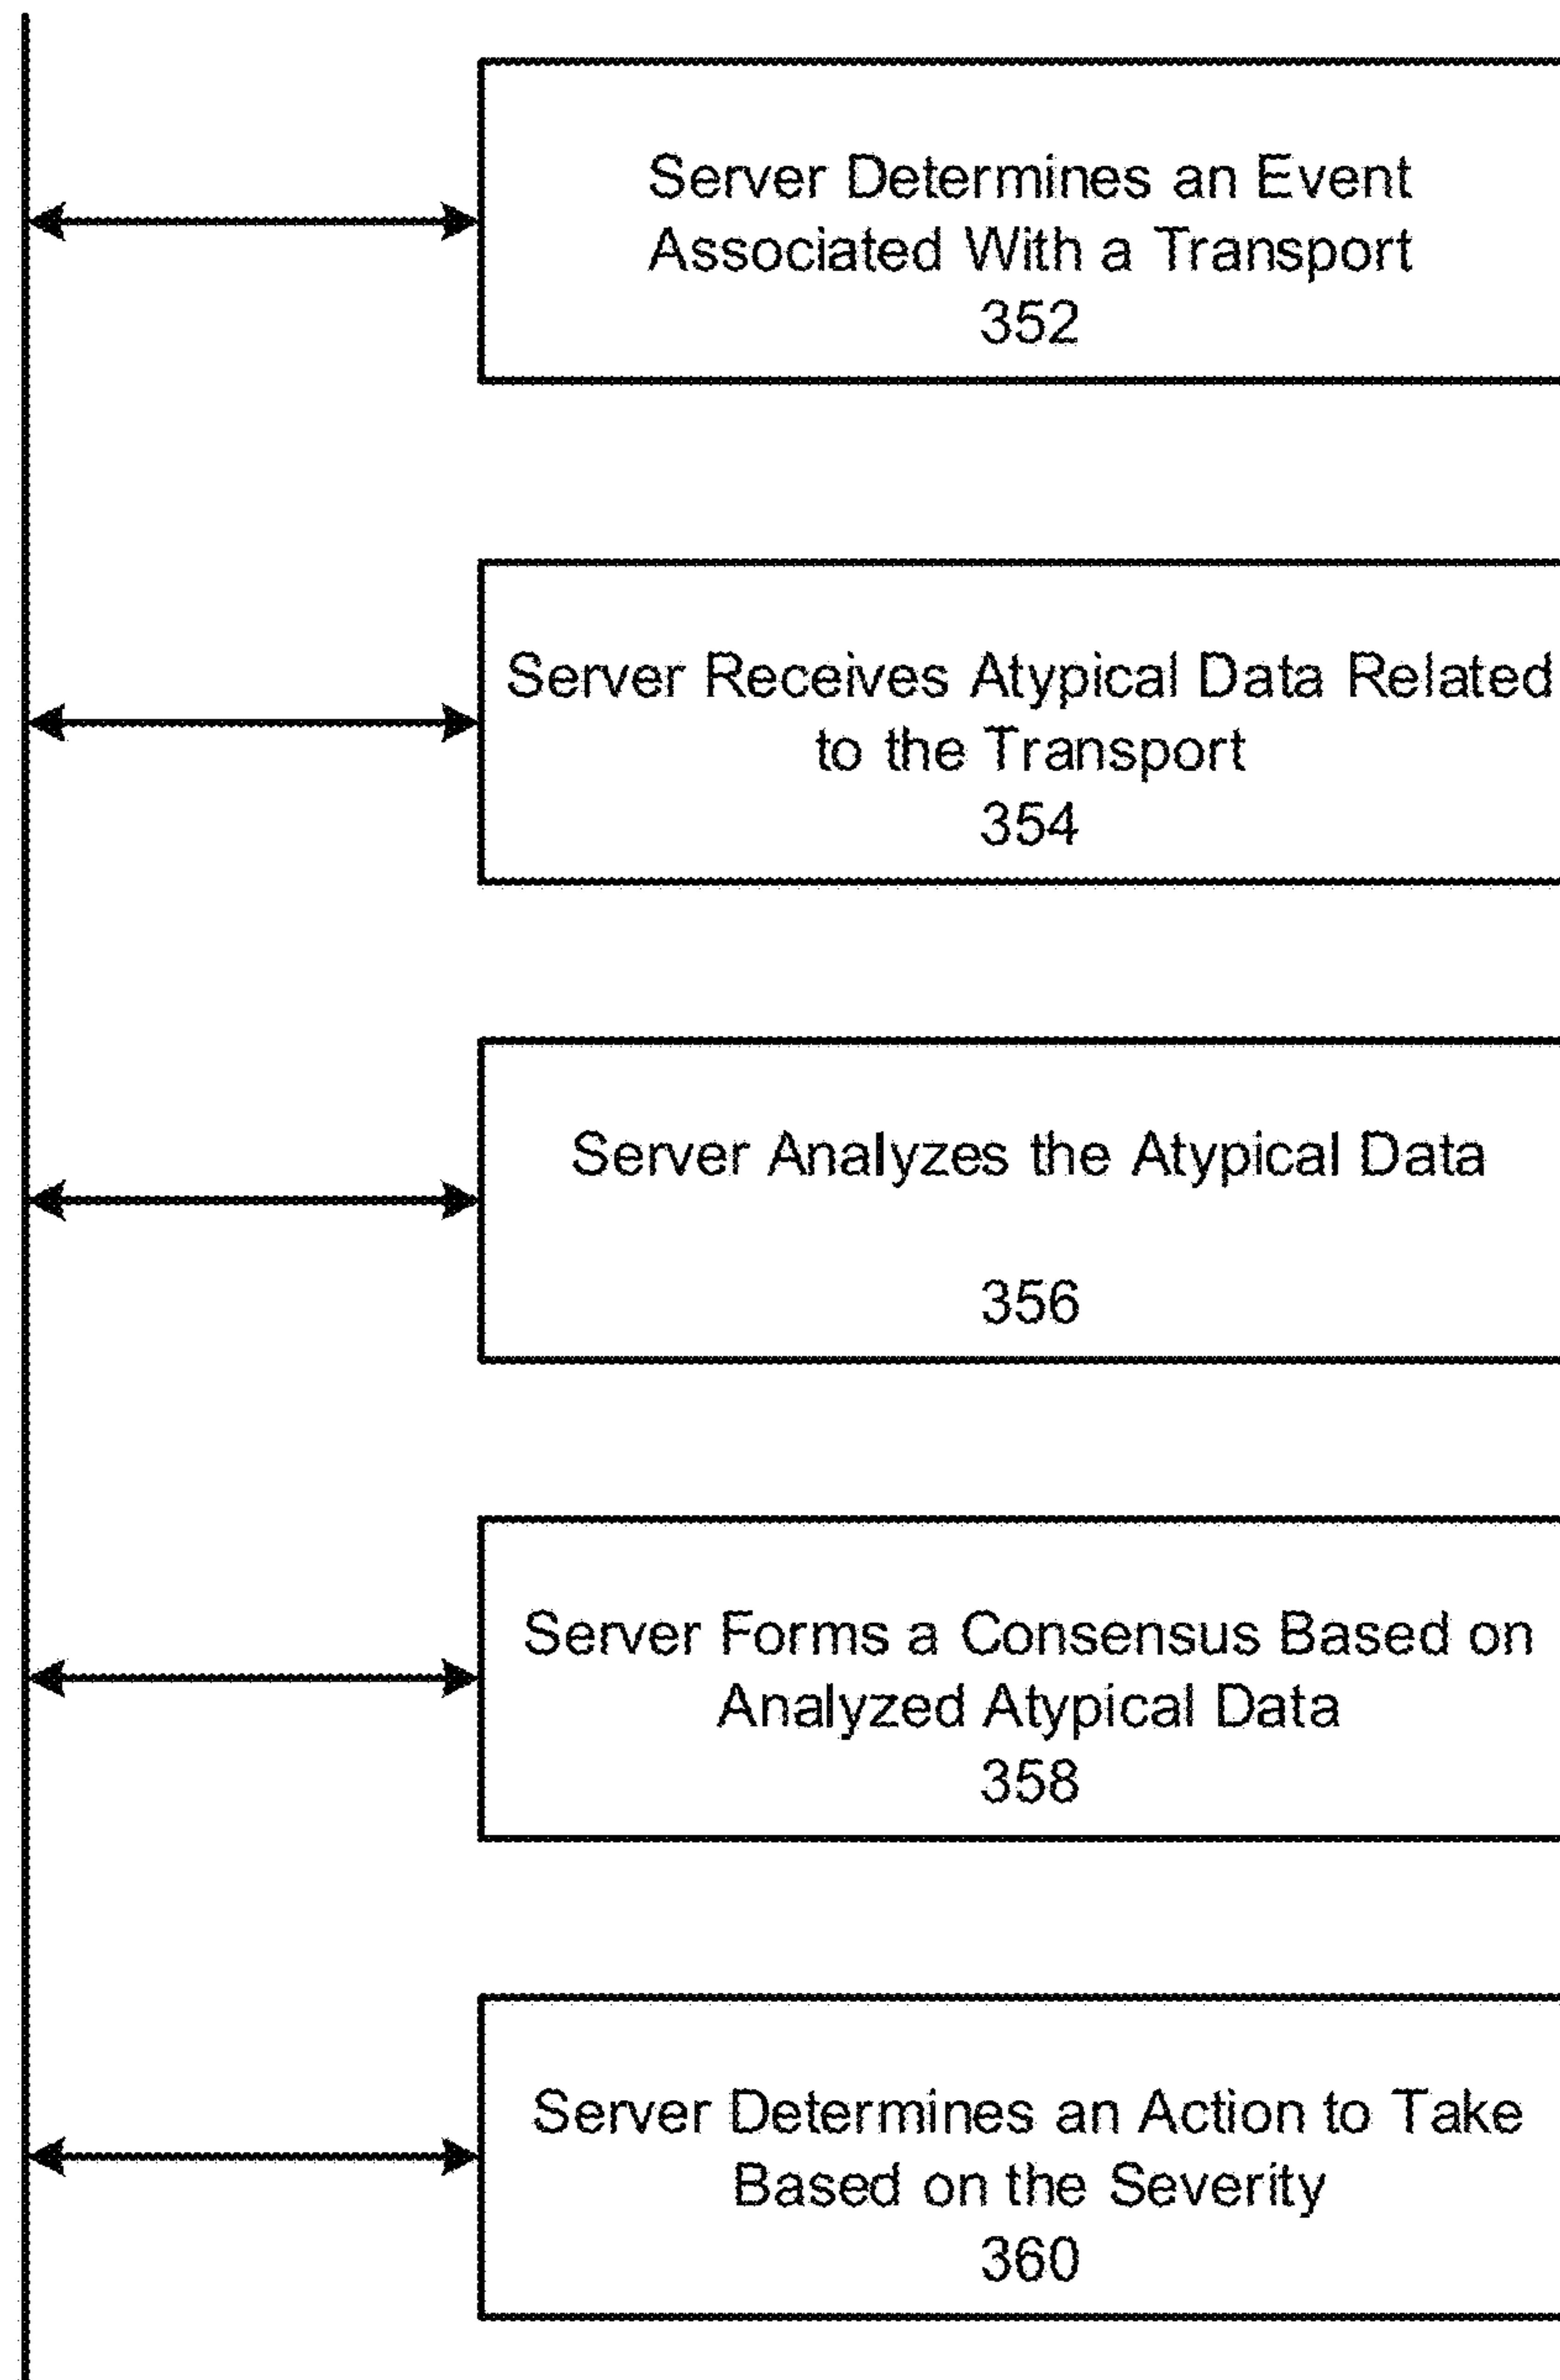 Server Determines an Event
Associated With a Transport
352
Server Receives Atypical Data Related
to the Transport
354
Server Analyzes the Atypical Data
356
Server Forms a Consensus Based on
Analyzed Atypical Data
358
Server Determines an Action to Take
Based on the Severity
360